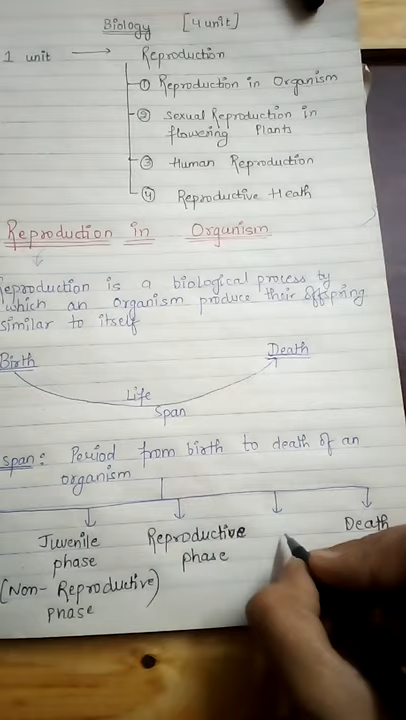 Biology [4 unit]
1 unit → Reproduction
① Reproduction in Organism
② Sexual Reproduction in
flowering Plants
③ Human Reproduction
④ Reproductive Heath
Reproduction in Organism
Reproduction is a biological process by
which an organism produce their offspring
similar to itself
Birth Death
Life
Span
span: Period from birth to death of an
organism
Juvenile Reproductive Death
phase phase
(Non-Reproductive)
phase